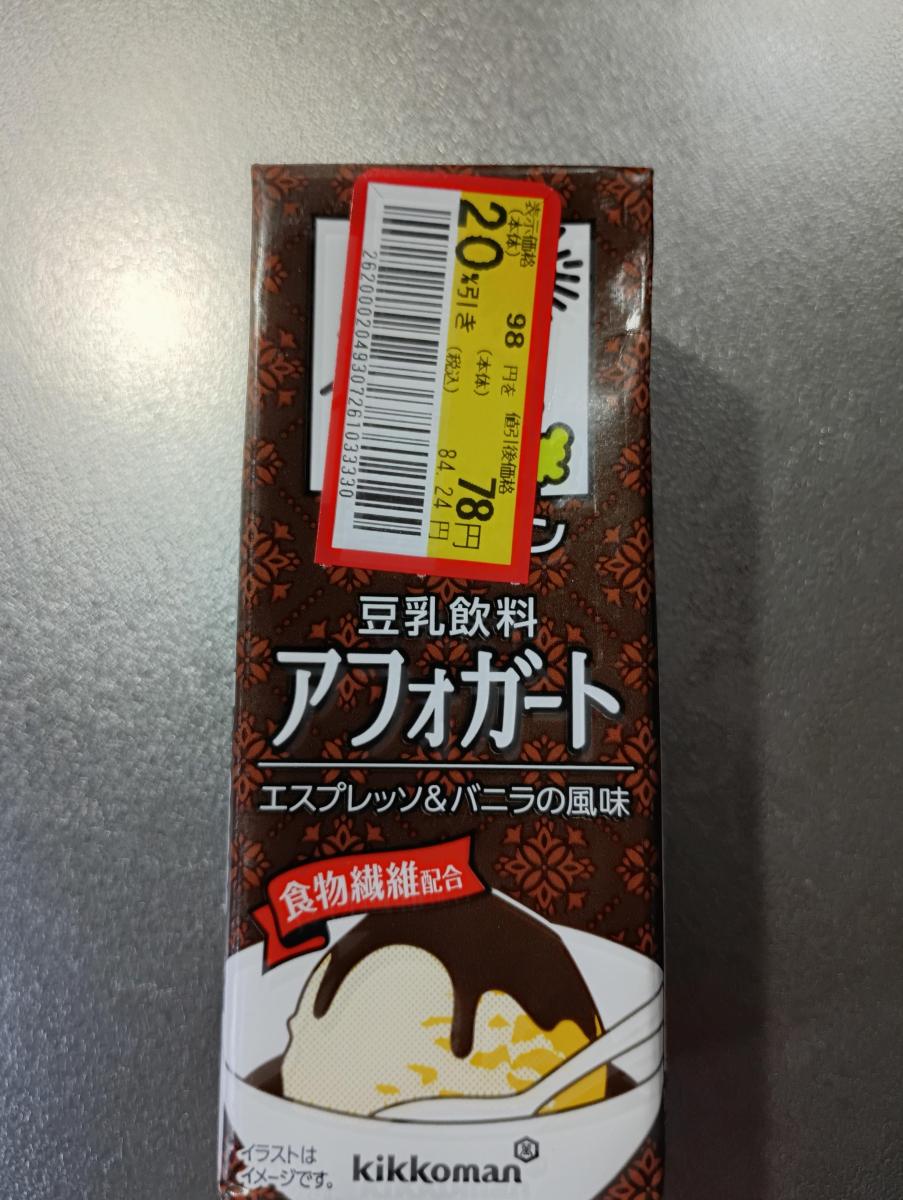 表示価格
(本体) 98 円を 値引後価格
20%引き (本体) 78円
(税込) 84.24円
2620002049307261033330
ン
豆乳飲料
アフォガート
エスプレッソ&バニラの風味
食物繊維配合
イラストは
イメージです。
kikkoman